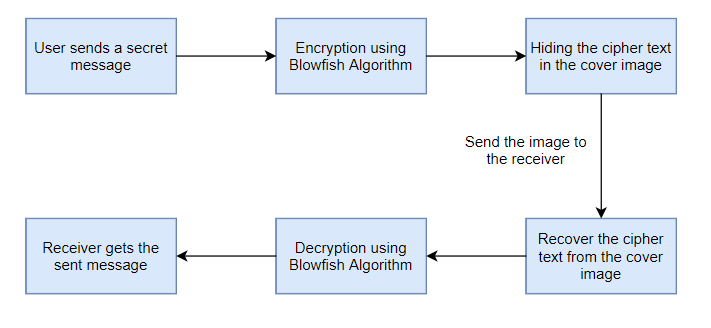 User sends a secret
message
Encryption using
Blowfish Algorithm
Hiding the cipher text
in the cover image
Send the image to
the receiver
Recover the cipher
text from the cover
image
Decryption using
Blowfish Algorithm
Receiver gets the
sent message